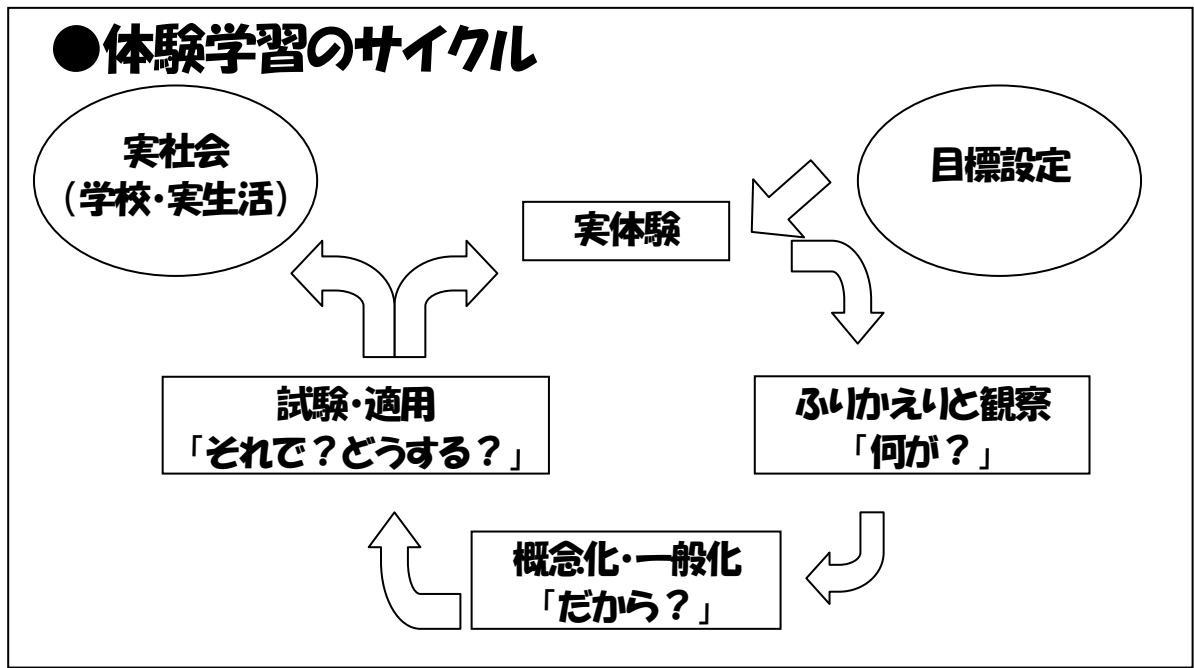 ●体験学習のサイクル
実社会
(学校・実生活)
目標設定
実体験
試験・適用
「それで？どうする？」
ふりかえりと観察
「何が？」
概念化・一般化
「だから？」